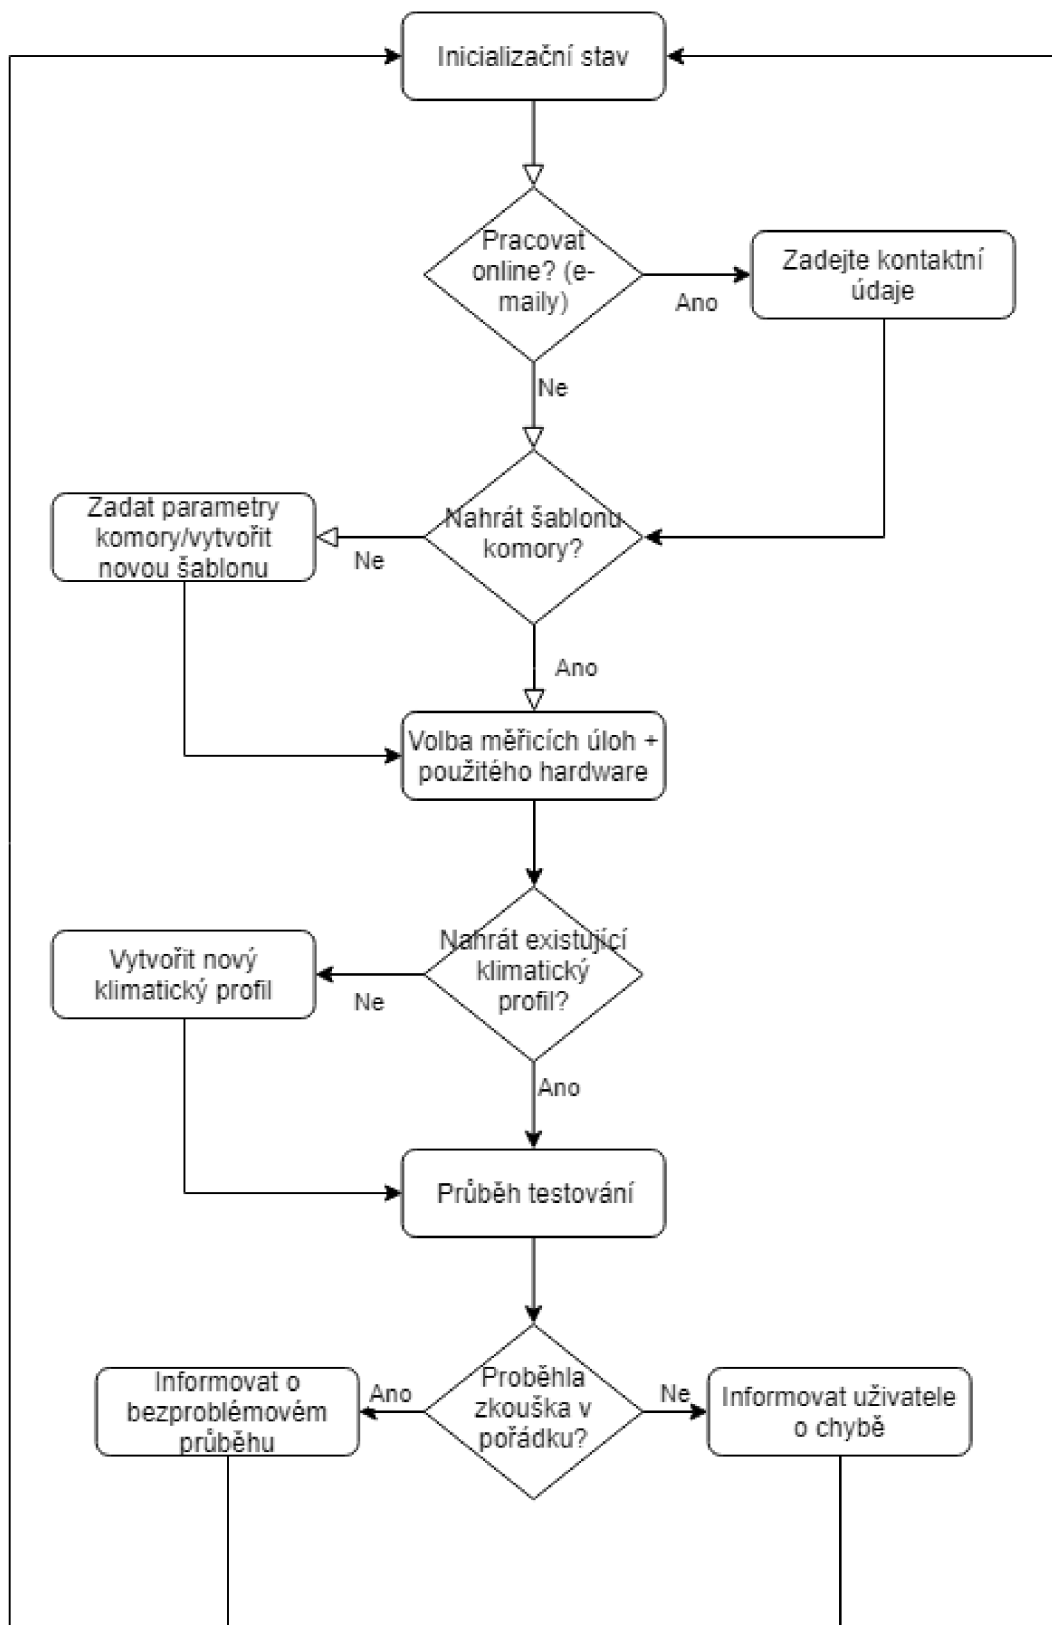 Inicializační stav
Pracovat
online? (e-
maily)
Ano
Zadejte kontaktní
údaje
Ne
Nahrát šablonu
komory?
Ne
Zadat parametry
komory/vytvořit
novou šablonu
Ano
Volba měřicích úloh +
použitého hardware
Nahrát existující
klimatický
profil?
Ne
Vytvořit nový
klimatický profil
Ano
Průběh testování
Proběhla
zkouška v
pořádku?
Ano
Informovat o
bezproblémovém
průběhu
Ne
Informovat uživatele
o chybě